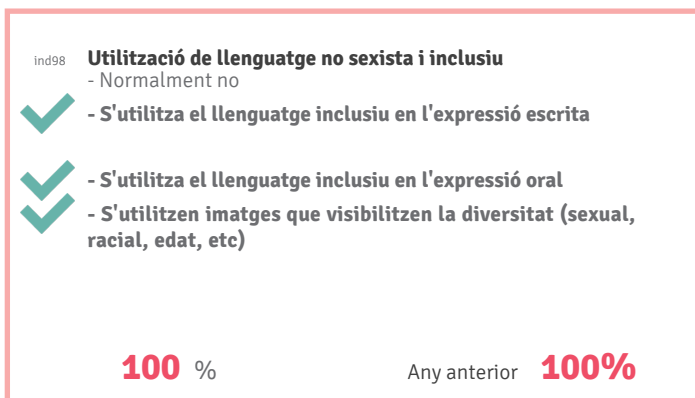 ind98 Utilització de llenguatge no sexista i inclusiu
- Normalment no
- S'utilitza el llenguatge inclusiu en l'expressió escrita
- S'utilitza el llenguatge inclusiu en l'expressió oral
- S'utilitzen imatges que visibilitzen la diversitat (sexual,
racial, edat, etc)
100 % Any anterior 100%